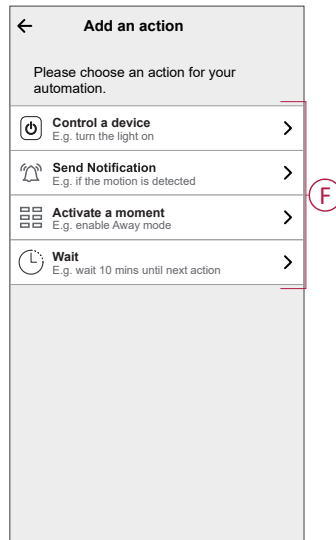 Add an action
Please choose an action for your
automation.
Control a device
E.g. turn the light on
Send Notification
E.g. if the motion is detected
Activate a moment
E.g. enable Away mode
Wait
E.g. wait 10 mins until next action
F